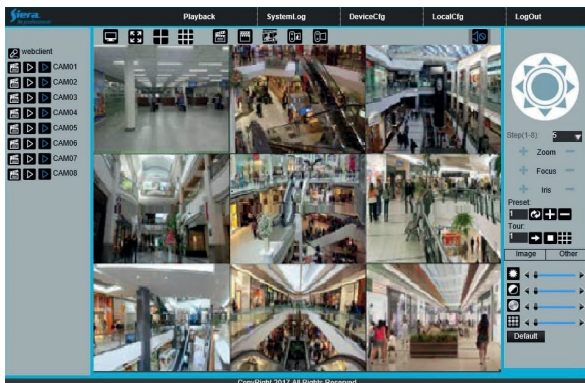 Siera.
Playback
SystemLog
DeviceCfg
LocalCfg
LogOut
webclient
CAM01
CAM02
CAM03
CAM04
CAM05
CAM06
CAM07
CAM08
Step(1-8): 5
Zoom
Focus
Iris
Preset:
1
Tour:
1
Image
Other
Default
CopyRight 2017 All Rights Reserved